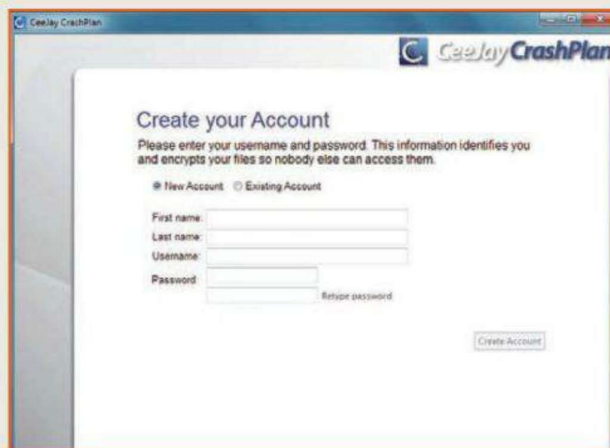 CeeJay CrashPlan
CeeJay CrashPlan
Create your Account
Please enter your username and password. This information identifies you
and encrypts your files so nobody else can access them.
New Account Existing Account
First name:
Last name:
Username:
Password:
Retype password
Create Account